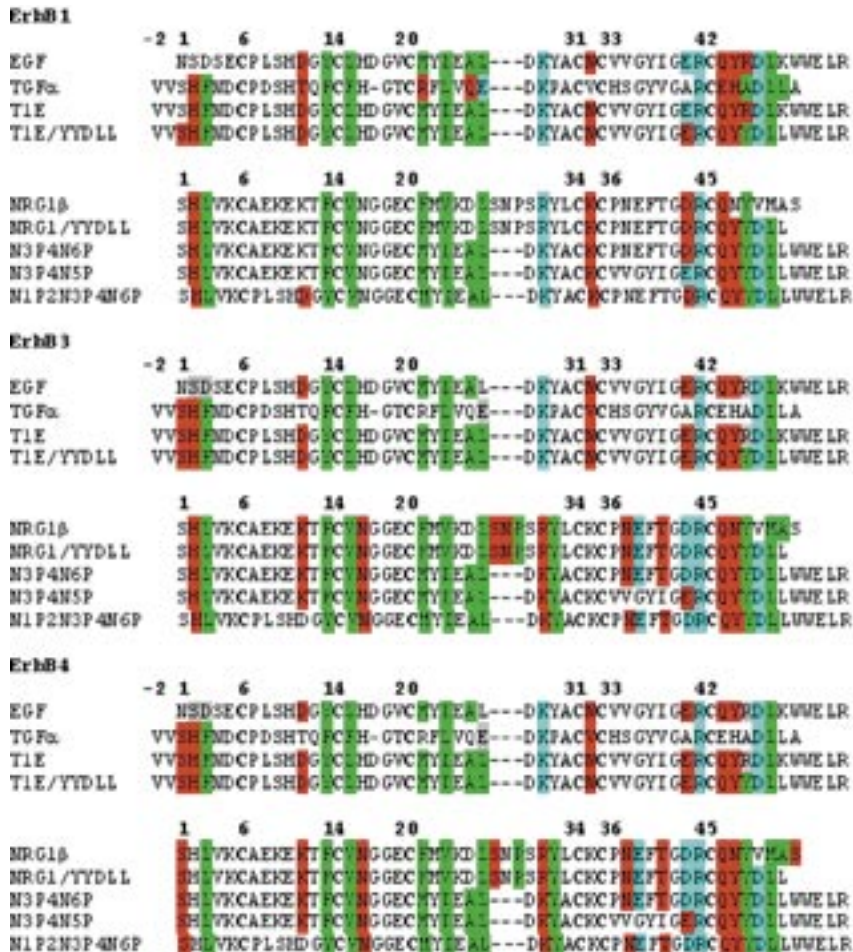 ErbB1
-2 1 6 14 20 31 33 42
EGF NSDSECPLSHDGYCLHDGVCMYIEAL---DKYACNCVVGYIGERCQYRDLKWWELR
TGFα VVSHFNDCPDSHTQFCFH-GTCRFLVQE---DKPACVCHSGYVGARCEHADLLA
T1E VVSHFNDCPLSHDGYCLHDGVCMYIEAL---DKYACNCVVGYIGERCQYRDLKWWELR
T1E/YYDLL VVSHFNDCPLSHDGYCLHDGVCMYIEAL---DKYACNCVVGYIGERCQYYDLLWWELR
1 6 14 20 34 36 45
NRG1β SHLVKCAEKEKTFCVNGGECFMVKDLSNPSRYLCKCPNEFTGDRCQNYVMAS
NRG1/YYDLL SHLVKCAEKEKTFCVNGGECFMVKDLSNPSRYLCKCPNEFTGDRCQYYDLL
N3P4N6P SHLVKCAEKEKTYCVNGGECMYIEAL---DKYACKCPNEFTGDRCQYYDLLWWELR
N3P4N5P SHLVKCAEKEKTFCVNGGECMYIEAL---DKYACKCVVGYIGERCQYYDLLWWELR
N1P2N3P4N6P SHLVKCPLSHDGYCVNGGECMYIEAL---DKYACKCPNEFTGDRCQYYDLLWWELR
ErbB3
-2 1 6 14 20 31 33 42
EGF NSDSECPLSHDGYCLHDGVCMYIEAL---DKYACNCVVGYIGERCQYRDLKWWELR
TGFα VVSHFNDCPDSHTQFCFH-GTCRFLVQE---DKPACVCHSGYVGARCEHADLLA
T1E VVSHFNDCPLSHDGYCLHDGVCMYIEAL---DKYACNCVVGYIGERCQYRDLKWWELR
T1E/YYDLL VVSHFNDCPLSHDGYCLHDGVCMYIEAL---DKYACNCVVGYIGERCQYYDLLWWELR
1 6 14 20 34 36 45
NRG1β SHLVKCAEKEKTFCVNGGECFMVKDLSNPSRYLCKCPNEFTGDRCQNYVMAS
NRG1/YYDLL SHLVKCAEKEKTFCVNGGECFMVKDLSNPSRYLCKCPNEFTGDRCQYYDLL
N3P4N6P SHLVKCAEKEKTFCVNGGECMYIEAL---DKYACKCPNEFTGDRCQYYDLLWWELR
N3P4N5P SHLVKCAEKEKTFCVNGGECMYIEAL---DKYACKCVVGYIGERCQYYDLLWWELR
N1P2N3P4N6P SHLVKCPLSHDGYCVNGGECMYIEAL---DKYACKCPNEFTGDRCQYYDLLWWELR
ErbB4
-2 1 6 14 20 31 33 42
EGF NSDSECPLSHDGYCLHDGVCMYIEAL---DKYACNCVVGYIGERCQYRDLKWWELR
TGFα VVSHFNDCPDSHTQFCFH-GTCRFLVQE---DKPACVCHSGYVGARCEHADLLA
T1E VVSHFNDCPLSHDGYCLHDGVCMYIEAL---DKYACNCVVGYIGERCQYRDLKWWELR
T1E/YYDLL VVSHFNDCPLSHDGYCLHDGVCMYIEAL---DKYACNCVVGYIGERCQYYDLLWWELR
1 6 14 20 34 36 45
NRG1β SHLVKCAEKEKTFCVNGGECFMVKDLSNPSRYLCKCPNEFTGDRCQNYVMAS
NRG1/YYDLL SHLVKCAEKEKTFCVNGGECFMVKDLSNPSRYLCKCPNEFTGDRCQYYDLL
N3P4N6P SHLVKCAEKEKTFCVNGGECMYIEAL---DKYACKCPNEFTGDRCQYYDLLWWELR
N3P4N5P SHLVKCAEKEKTFCVNGGECMYIEAL---DKYACKCVVGYIGERCQYYDLLWWELR
N1P2N3P4N6P SHLVKCPLSHDGYCVNGGECMYIEAL---DKYACKCPNEFTGDRCQYYDLLWWELR